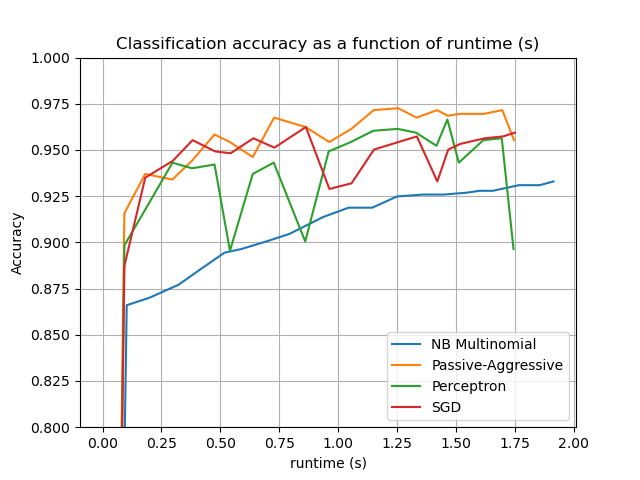 Classification accuracy as a function of runtime (s)
1.000
0.975
0.950
0.925
0.900
0.875
0.850
0.825
0.800
Accuracy
NB Multinomial
Passive-Aggressive
Perceptron
SGD
0.00 0.25 0.50 0.75 1.00 1.25 1.50 1.75 2.00
runtime (s)